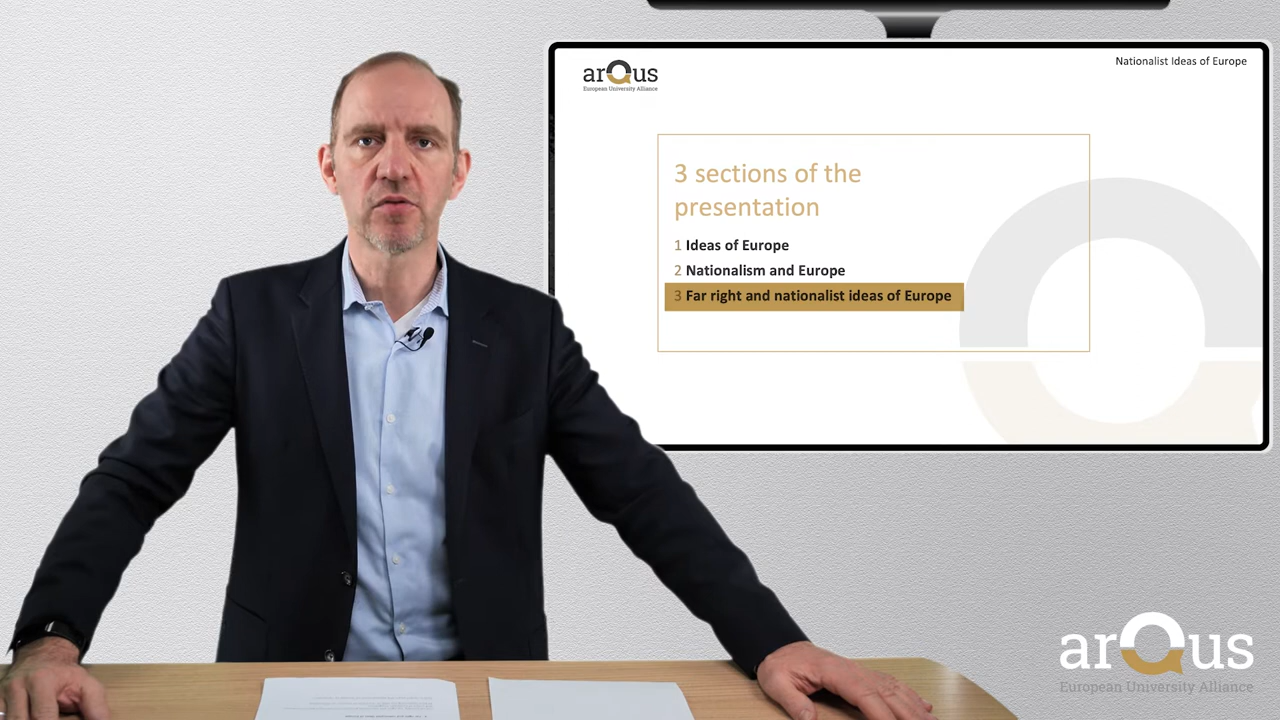 arQus
European University Alliance
Nationalist Ideas of Europe
3 sections of the
presentation
1 Ideas of Europe
2 Nationalism and Europe
3 Far right and nationalist ideas of Europe
arQus
European University Alliance